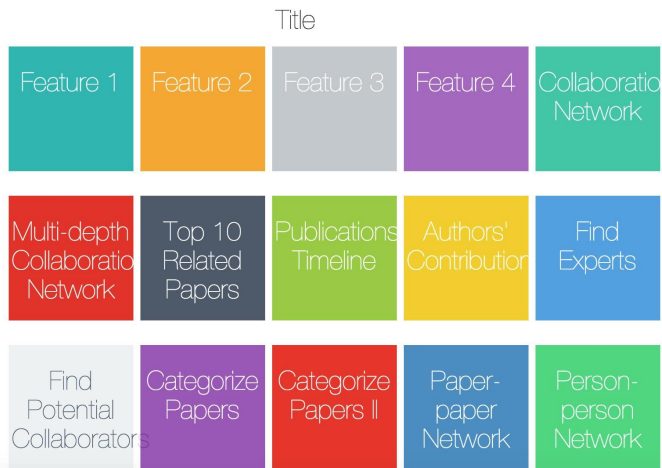 Title
Feature 1
Feature 2
Feature 3
Feature 4
Collaboratio
Network
Multi-depth
Collaboratio
Network
Top 10
Related
Papers
Publications
Timeline
Authors'
Contribution
Find
Experts
Find
Potential
Collaborators
Categorize
Papers
Categorize
Papers II
Paper-
paper
Network
Person-
person
Network